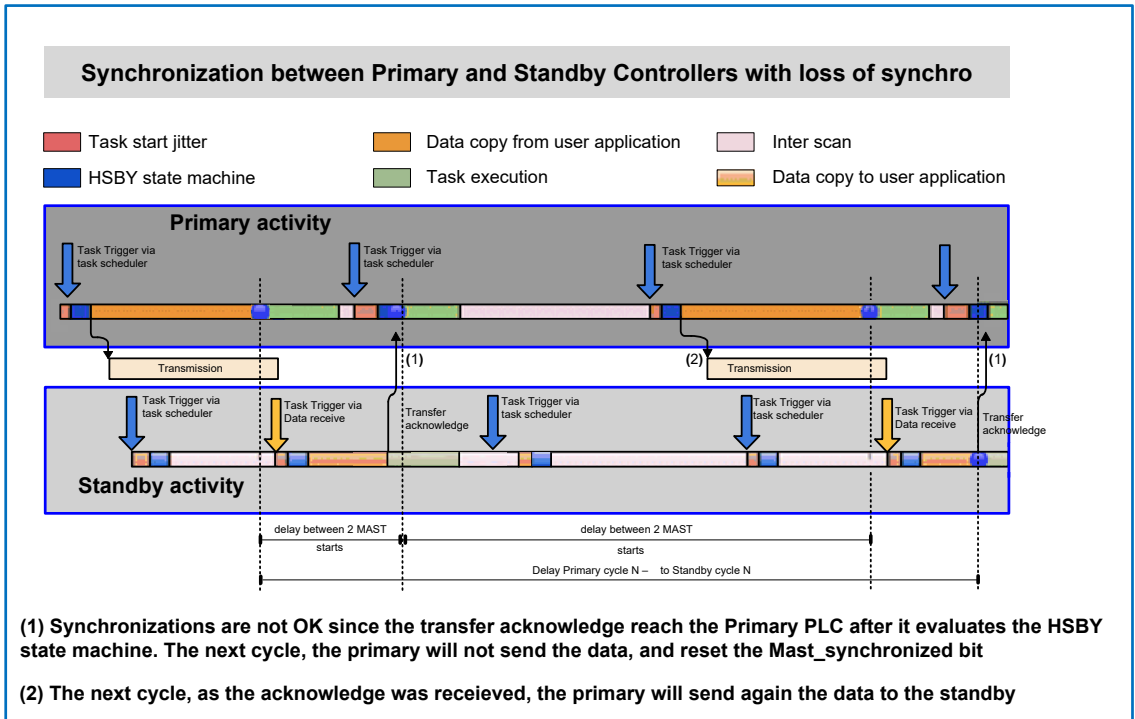 Synchronization between Primary and Standby Controllers with loss of synchro
Task start jitter
Data copy from user application
Inter scan
HSBY state machine
Task execution
Data copy to user application
Primary activity
Task Trigger via
task scheduler
Task Trigger via
task scheduler
Task Trigger via
task scheduler
(1)
(2)
(1)
Transmission
Transmission
Task Trigger via
task scheduler
Task Trigger via
Data receive
Transfer
acknowledge
Task Trigger via
task scheduler
Task Trigger via
task scheduler
Task Trigger via
Data receive
Transfer
acknowledge
Standby activity
delay between 2 MAST
starts
delay between 2 MAST
starts
Delay Primary cycle N – to Standby cycle N
(1) Synchronizations are not OK since the transfer acknowledge reach the Primary PLC after it evaluates the HSBY
state machine. The next cycle, the primary will not send the data, and reset the Mast_synchronized bit
(2) The next cycle, as the acknowledge was receieved, the primary will send again the data to the standby